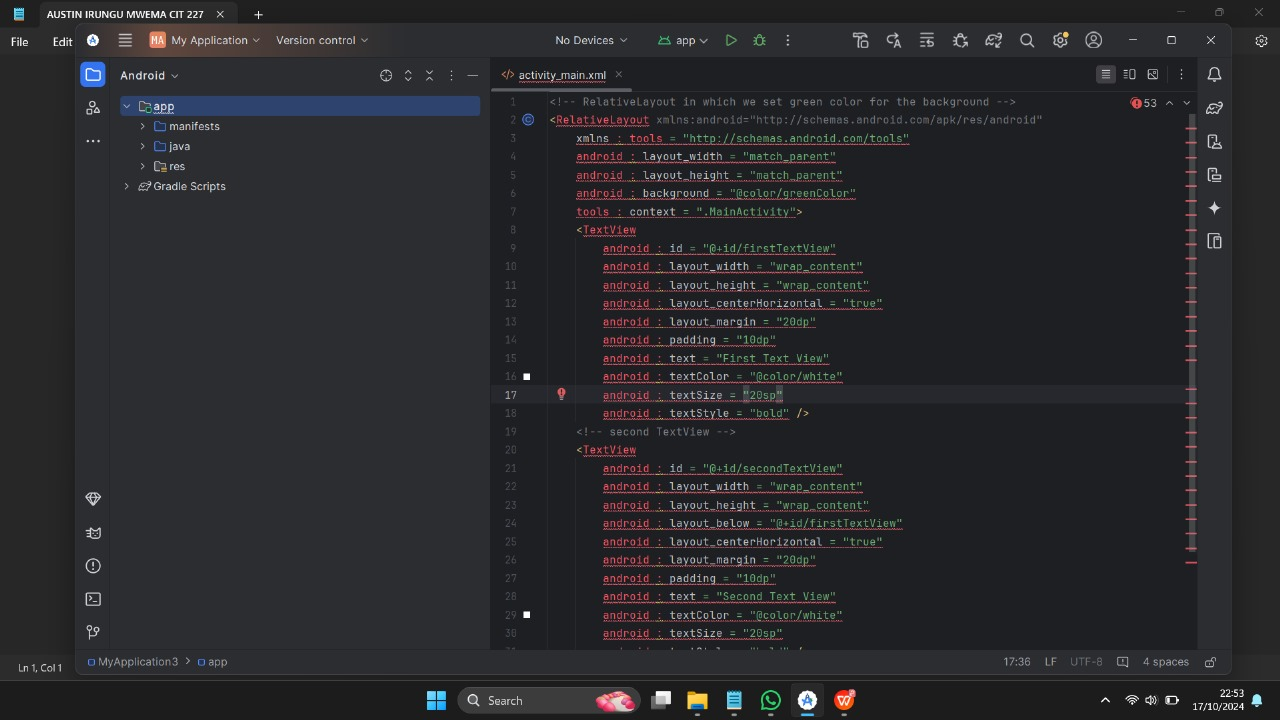 AUSTIN IRUNGU MWEMA CIT 227
File Edit
MA My Application Version control No Devices app
Android
app
manifests
java
res
Gradle Scripts
activity_main.xml
53
1 <!-- RelativeLayout in which we set green color for the background -->
2 <RelativeLayout xmlns:android="http://schemas.android.com/apk/res/android"
3 xmlns : tools = "http://schemas.android.com/tools"
4 android : layout_width = "match_parent"
5 android : layout_height = "match_parent"
6 android : background = "@color/greenColor"
7 tools : context = ".MainActivity">
8 <TextView
9 android : id = "@+id/firstTextView"
10 android : layout_width = "wrap_content"
11 android : layout_height = "wrap_content"
12 android : layout_centerHorizontal = "true"
13 android : layout_margin = "20dp"
14 android : padding = "10dp"
15 android : text = "First Text View"
16 android : textColor = "@color/white"
17 android : textSize = "20sp"
18 android : textStyle = "bold" />
19 <!-- second TextView -->
20 <TextView
21 android : id = "@+id/secondTextView"
22 android : layout_width = "wrap_content"
23 android : layout_height = "wrap_content"
24 android : layout_below = "@+id/firstTextView"
25 android : layout_centerHorizontal = "true"
26 android : layout_margin = "20dp"
27 android : padding = "10dp"
28 android : text = "Second Text View"
29 android : textColor = "@color/white"
30 android : textSize = "20sp"
Ln 1, Col 1
MyApplication3 > app
17:36 LF UTF-8 4 spaces
Search
22:53
17/10/2024